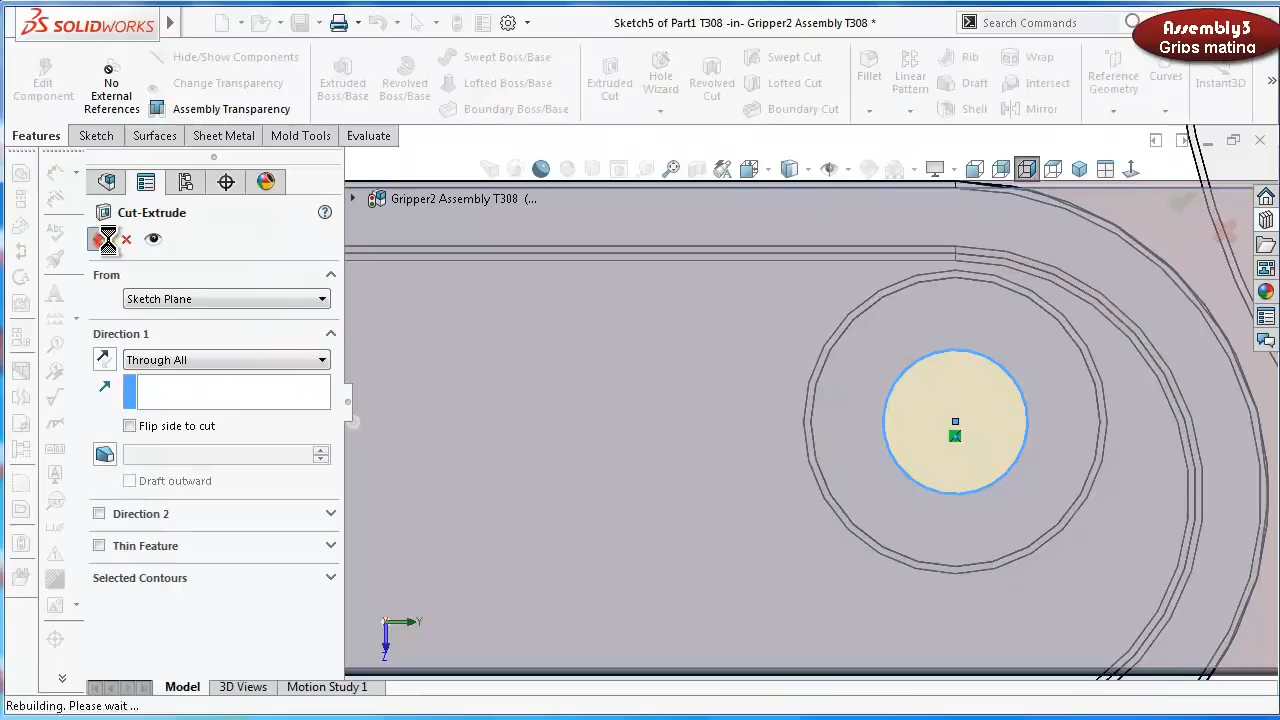 SOLIDWORKS
Sketch5 of Part1 T308 -in- Gripper2 Assembly T308 *
Search Commands
Assembly3
Grips matina
Edit
Component
No
External
References
Hide/Show Components
Change Transparency
Assembly Transparency
Extruded
Boss/Base
Revolved
Boss/Base
Swept Boss/Base
Lofted Boss/Base
Boundary Boss/Base
Extruded
Cut
Hole
Wizard
Revolved
Cut
Swept Cut
Lofted Cut
Boundary Cut
Fillet
Linear
Pattern
Rib
Draft
Shell
Wrap
Intersect
Mirror
Reference
Geometry
Curves
Instant3D
Features
Sketch
Surfaces
Sheet Metal
Mold Tools
Evaluate
Gripper2 Assembly T308 (...
Cut-Extrude
From
Sketch Plane
Direction 1
Through All
Flip side to cut
Draft outward
Direction 2
Thin Feature
Selected Contours
Y
Z
Model
3D Views
Motion Study 1
Rebuilding. Please wait ...